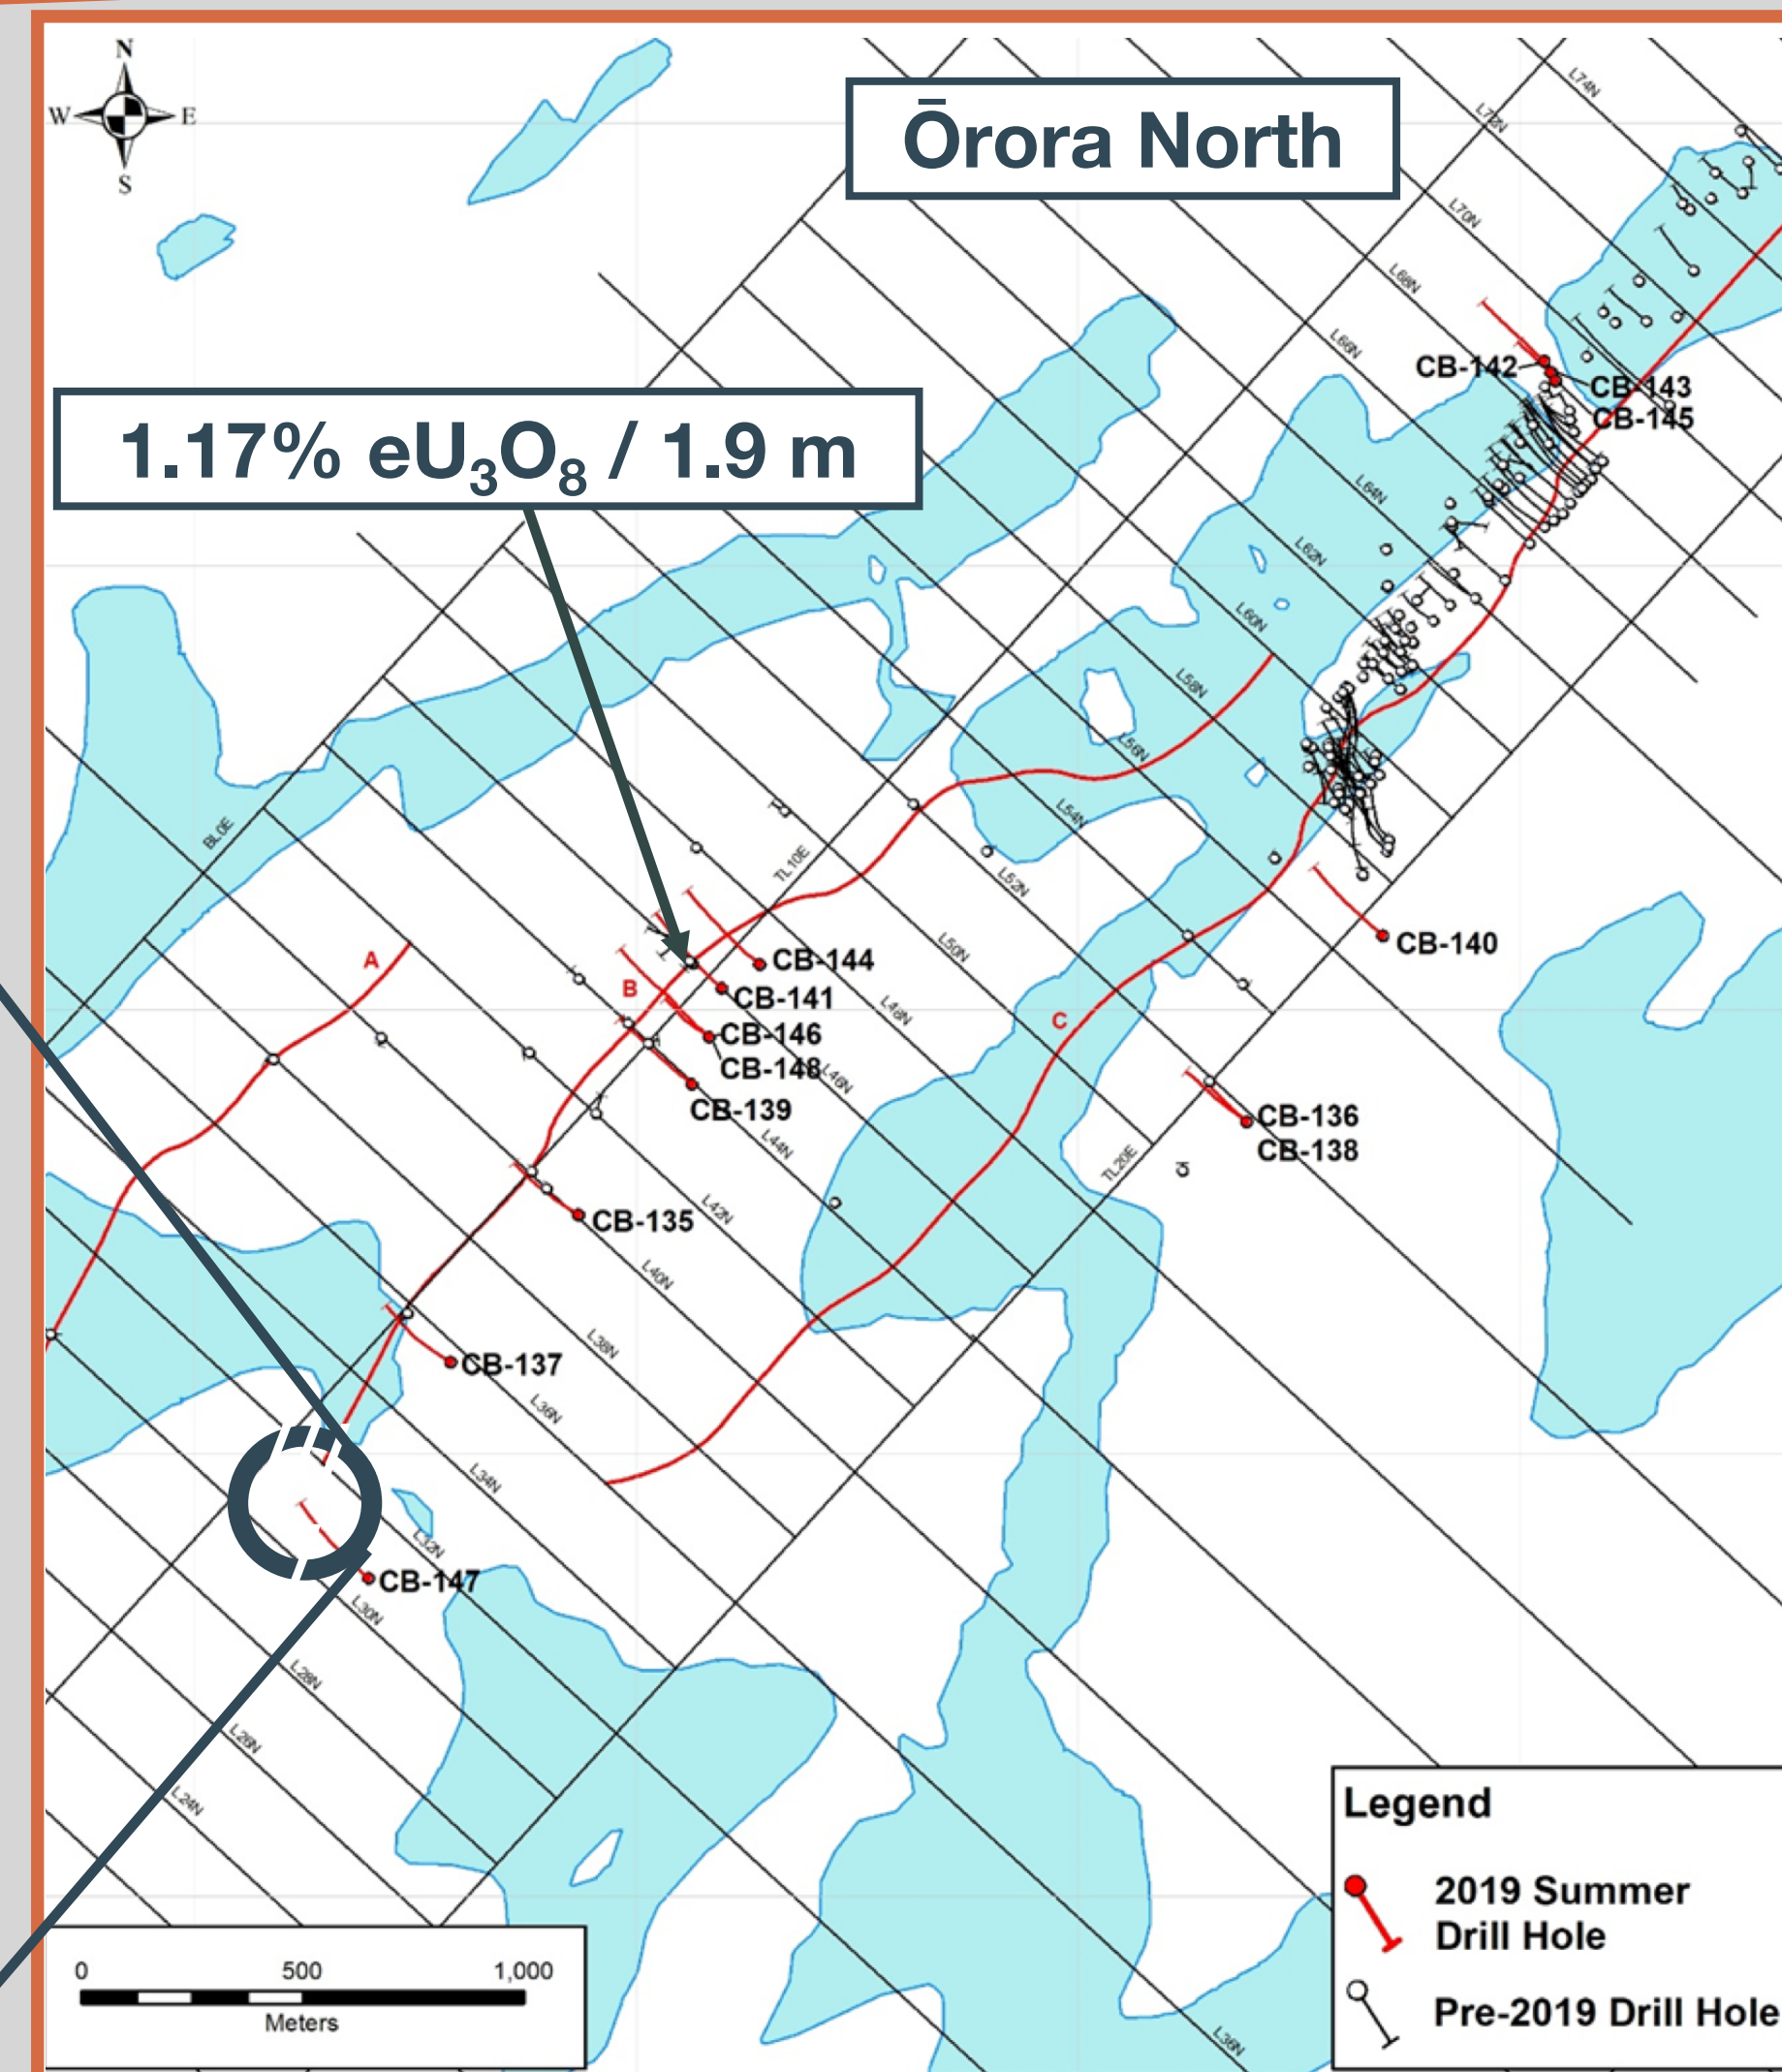 N
W E
S
Ōrora North
1.17% eU₃O₈ / 1.9 m
L74N
L72N
L70N
L68N
L66N
CB-142
CB-143
CB-145
L64N
L62N
L60N
L58N
L56N
L54N
L52N
BL0E
TL10E
A
B
C
CB-144
CB-141
CB-146
CB-148
CB-139
CB-140
L50N
L48N
L46N
L44N
CB-136
CB-138
TL20E
CB-135
L42N
L40N
L38N
CB-137
L36N
L34N
L32N
CB-147
L30N
L28N
L26N
L24N
L36N
0 500 1,000
Meters
Legend
2019 Summer
Drill Hole
Pre-2019 Drill Hole